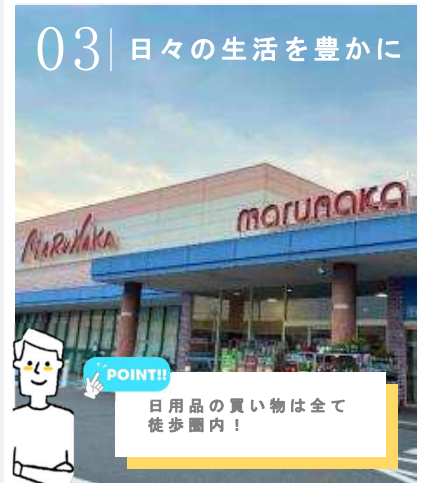 03 日々の生活を豊かに
marunaka
MARUNAKA
POINT!!
日用品の買い物は全て
徒歩圏内！